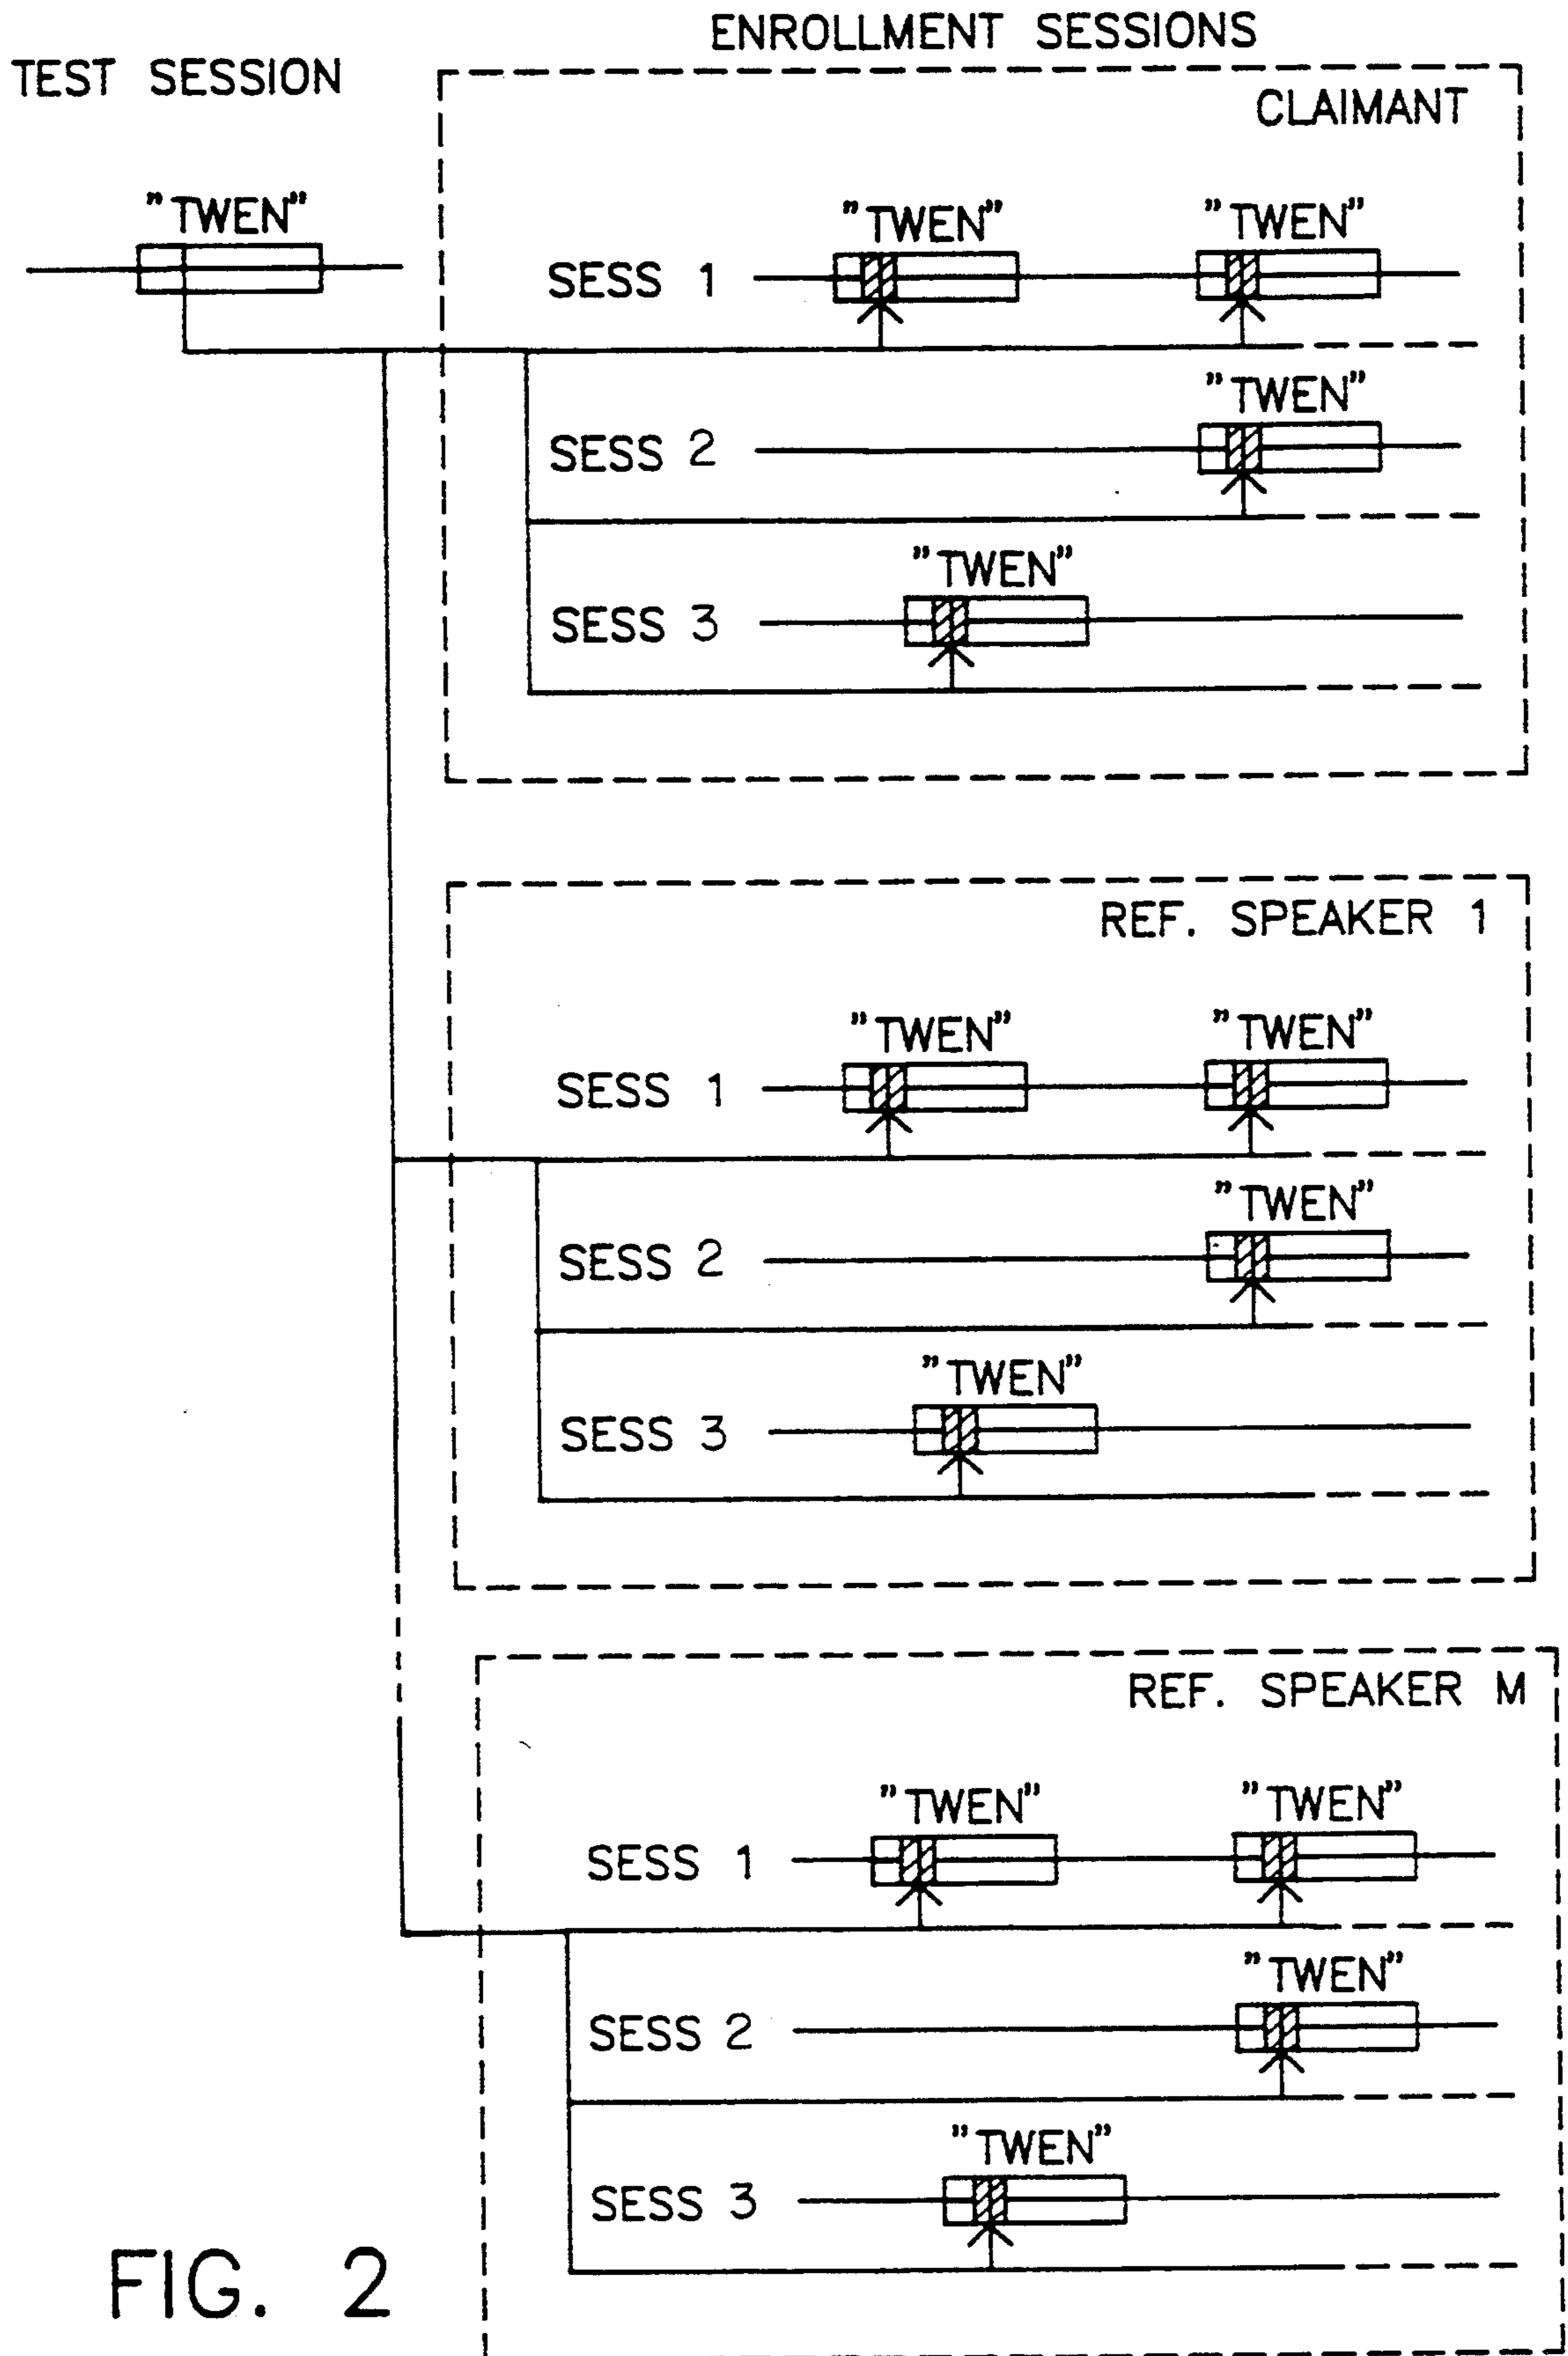 ENROLLMENT SESSIONS
TEST SESSION
CLAIMANT
"TWEN"
"TWEN" "TWEN"
SESS 1
"TWEN"
SESS 2
"TWEN"
SESS 3
REF. SPEAKER 1
"TWEN" "TWEN"
SESS 1
"TWEN"
SESS 2
"TWEN"
SESS 3
REF. SPEAKER M
"TWEN" "TWEN"
SESS 1
"TWEN"
SESS 2
"TWEN"
SESS 3
FIG. 2